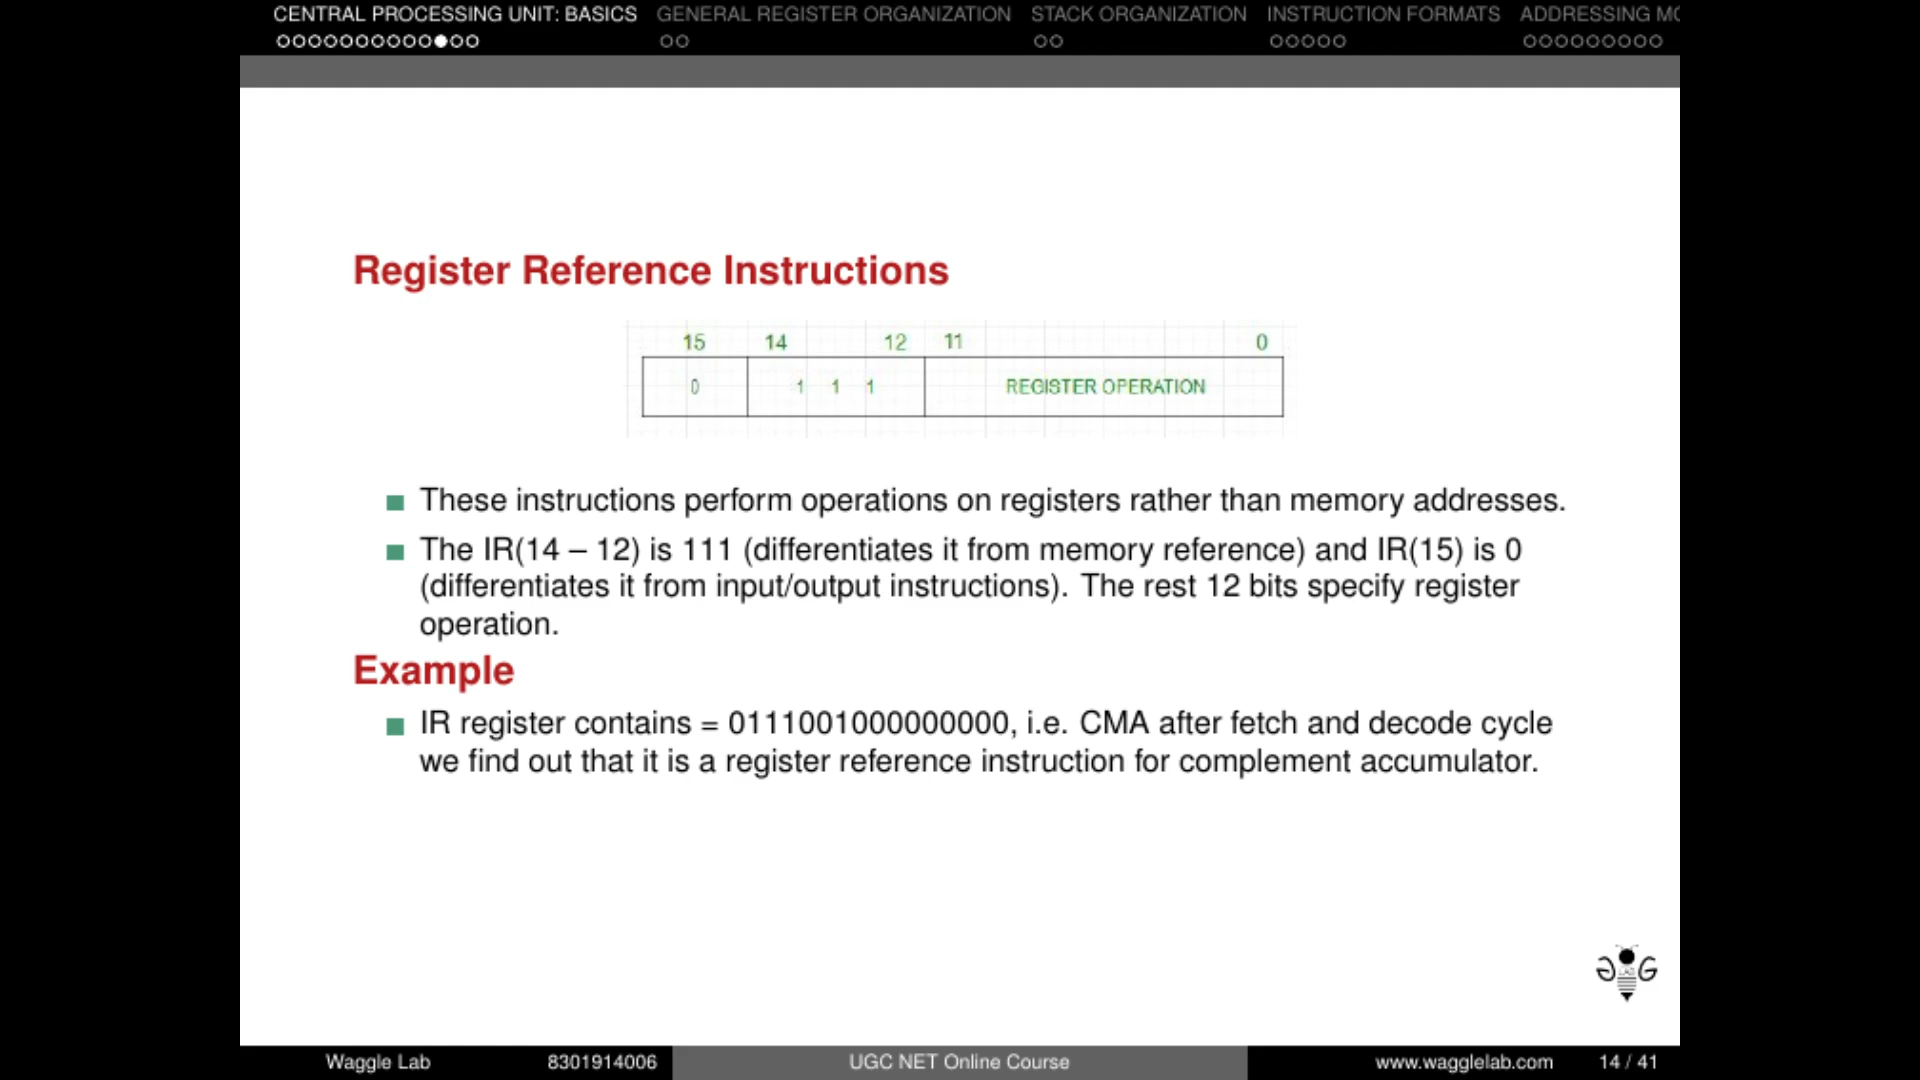 CENTRAL PROCESSING UNIT: BASICS GENERAL REGISTER ORGANIZATION STACK ORGANIZATION INSTRUCTION FORMATS ADDRESSING
Register Reference Instructions
15 14 12 11 0
0 1 1 1 REGISTER OPERATION
These instructions perform operations on registers rather than memory addresses.
The IR(14 – 12) is 111 (differentiates it from memory reference) and IR(15) is 0
(differentiates it from input/output instructions). The rest 12 bits specify register
operation.
Example
IR register contains = 0111001000000000, i.e. CMA after fetch and decode cycle
we find out that it is a register reference instruction for complement accumulator.
Waggle Lab 8301914006 UGC NET Online Course www.wagglelab.com 14 / 41